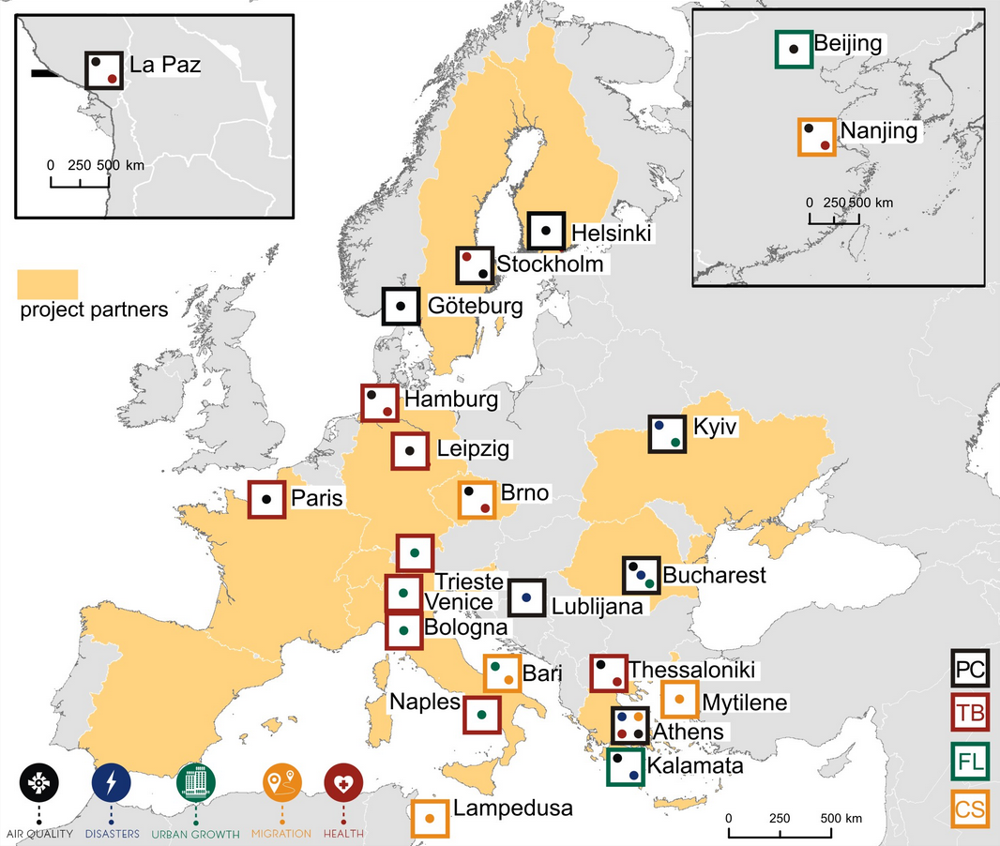 La Paz
0 250 500 km
Beijing
Nanjing
0 250 500 km
Helsinki
Stockholm
Göteburg
project partners
Hamburg
Leipzig
Kyiv
Paris
Brno
Trieste
Venice
Bologna
Lublijana
Bucharest
Bari
Naples
Thessaloniki
Mytilene
Athens
Kalamata
Lampedusa
PC
TB
FL
CS
AIR QUALITY DISASTERS URBAN GROWTH MIGRATION HEALTH
0 250 500 km